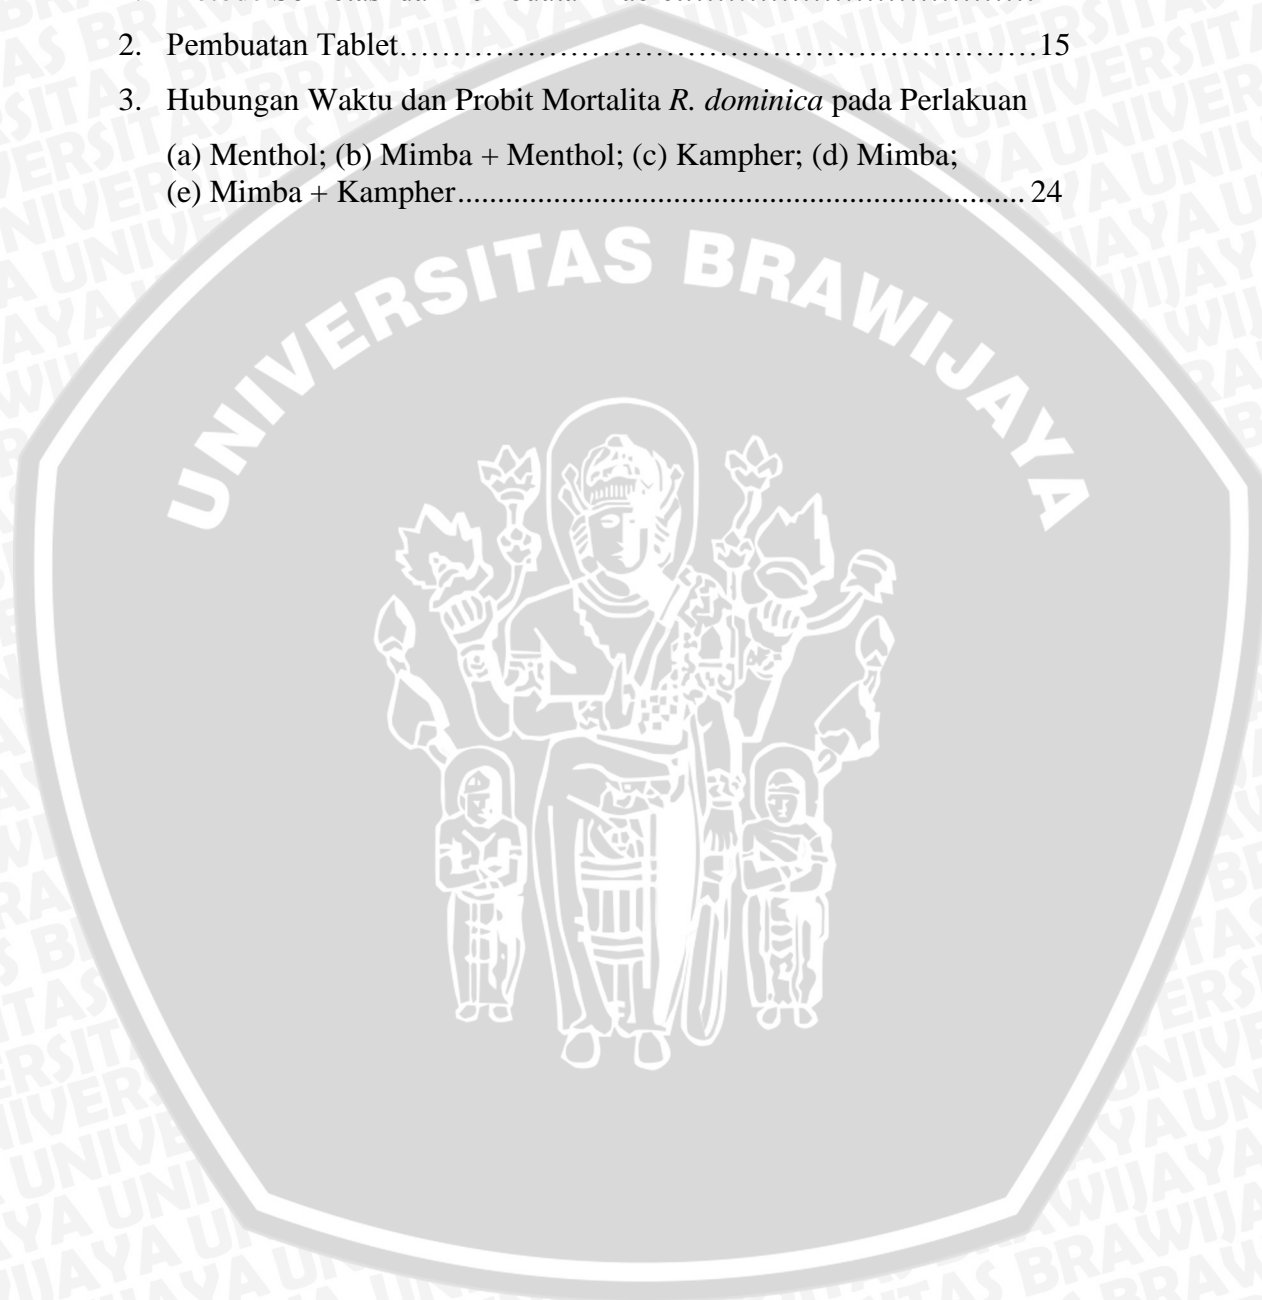 2. Pembuatan Tablet……………………………………………………15
3. Hubungan Waktu dan Probit Mortalita R. dominica pada Perlakuan
(a) Menthol; (b) Mimba + Menthol; (c) Kampher; (d) Mimba;
(e) Mimba + Kampher....................................................................... 24
UNIVERSITAS BRAWIJAYA